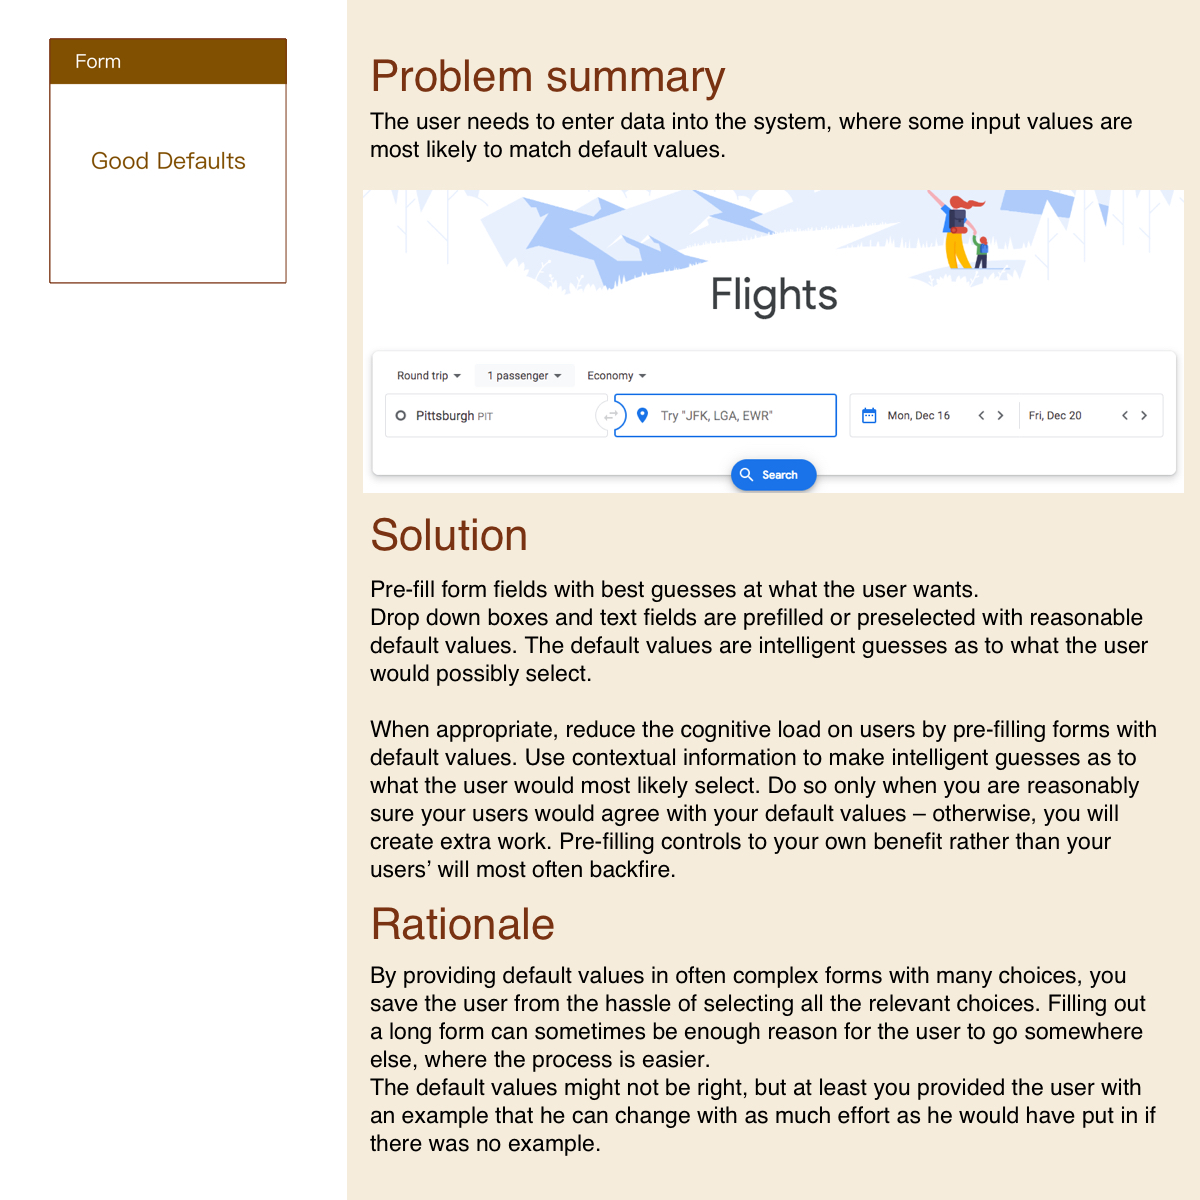 Form
Good Defaults
Problem summary
The user needs to enter data into the system, where some input values are
most likely to match default values.
Flights
Round trip 1 passenger Economy
Pittsburgh PIT Try "JFK, LGA, EWR" Mon, Dec 16 Fri, Dec 20
Search
Solution
Pre-fill form fields with best guesses at what the user wants.
Drop down boxes and text fields are prefilled or preselected with reasonable
default values. The default values are intelligent guesses as to what the user
would possibly select.
When appropriate, reduce the cognitive load on users by pre-filling forms with
default values. Use contextual information to make intelligent guesses as to
what the user would most likely select. Do so only when you are reasonably
sure your users would agree with your default values – otherwise, you will
create extra work. Pre-filling controls to your own benefit rather than your
users’ will most often backfire.
Rationale
By providing default values in often complex forms with many choices, you
save the user from the hassle of selecting all the relevant choices. Filling out
a long form can sometimes be enough reason for the user to go somewhere
else, where the process is easier.
The default values might not be right, but at least you provided the user with
an example that he can change with as much effort as he would have put in if
there was no example.